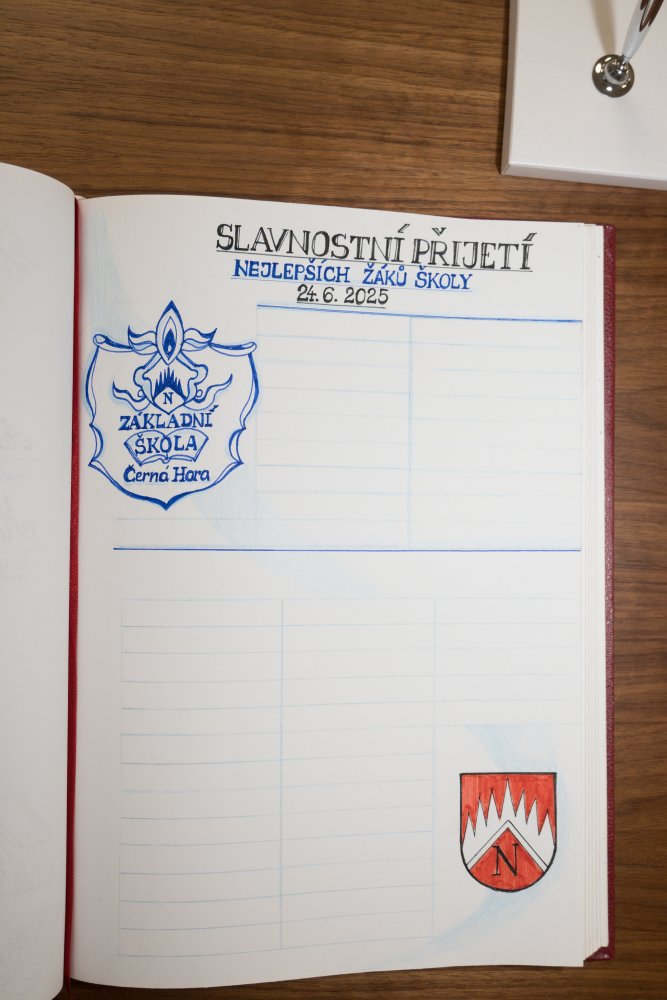 SLAVNOSTNÍ PŘIJETÍ
NEJLEPŠÍCH ŽÁKŮ ŠKOLY
24. 6. 2025
N
ZÁKLADNÍ
ŠKOLA
Černá Hora
N